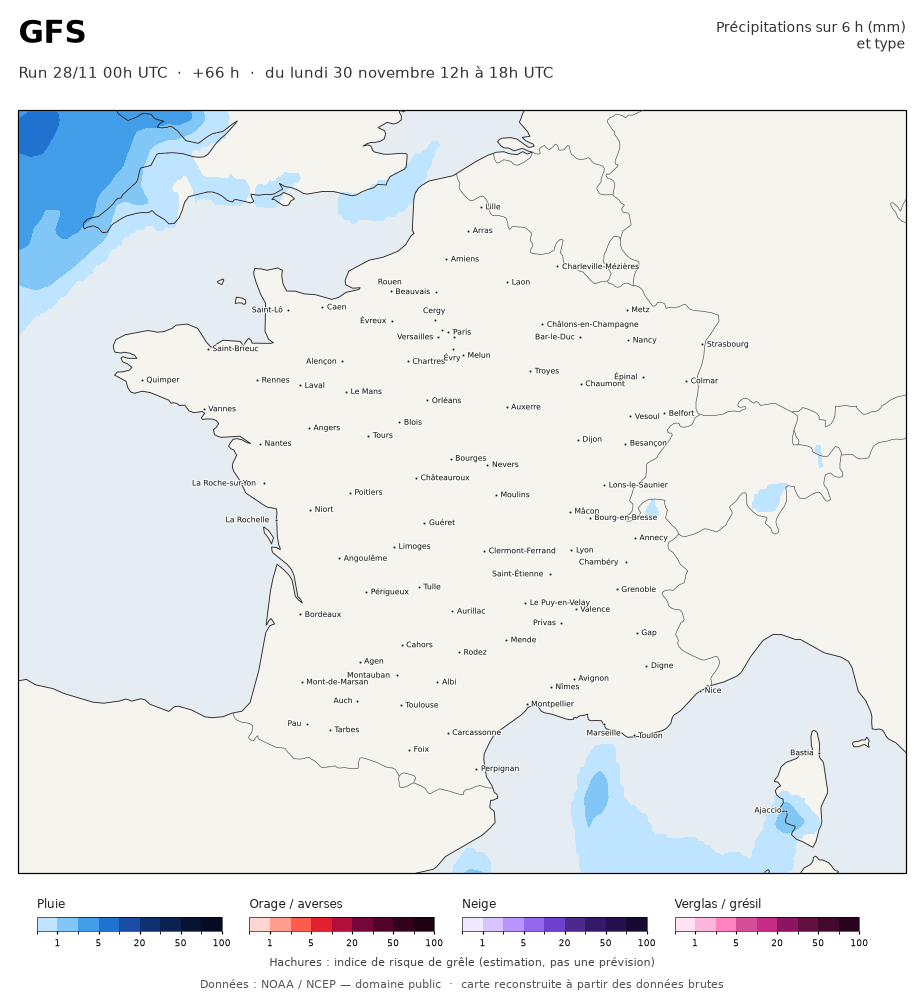 GFS
Précipitations sur 6 h (mm)
et type
Run 28/11 00h UTC · +66 h · du lundi 30 novembre 12h à 18h UTC
Lille
Arras
Amiens
Charleville-Mézières
Rouen
Laon
Beauvais
Saint-Lô
Caen
Cergy
Metz
Évreux
Châlons-en-Champagne
Versailles
Paris
Bar-le-Duc
Nancy
Strasbourg
Saint-Brieuc
Alençon
Chartres
Évry
Melun
Quimper
Rennes
Laval
Le Mans
Troyes
Chaumont
Épinal
Colmar
Vannes
Orléans
Auxerre
Vesoul
Belfort
Angers
Blois
Tours
Nantes
Dijon
Besançon
Bourges
Nevers
La Roche-sur-Yon
Châteauroux
Lons-le-Saunier
Poitiers
Moulins
Niort
Mâcon
La Rochelle
Guéret
Bourg-en-Bresse
Annecy
Limoges
Angoulême
Clermont-Ferrand
Lyon
Chambéry
Saint-Étienne
Périgueux
Tulle
Grenoble
Bordeaux
Aurillac
Le Puy-en-Velay
Valence
Privas
Gap
Cahors
Mende
Rodez
Agen
Digne
Montauban
Mont-de-Marsan
Albi
Avignon
Nîmes
Nice
Auch
Toulouse
Montpellier
Pau
Tarbes
Carcassonne
Marseille
Toulon
Foix
Bastia
Perpignan
Ajaccio
Pluie
Orage / averses
Neige
Verglas / grésil
1 5 20 50 100
1 5 20 50 100
1 5 20 50 100
1 5 20 50 100
Hachures : indice de risque de grêle (estimation, pas une prévision)
Données : NOAA / NCEP — domaine public · carte reconstruite à partir des données brutes